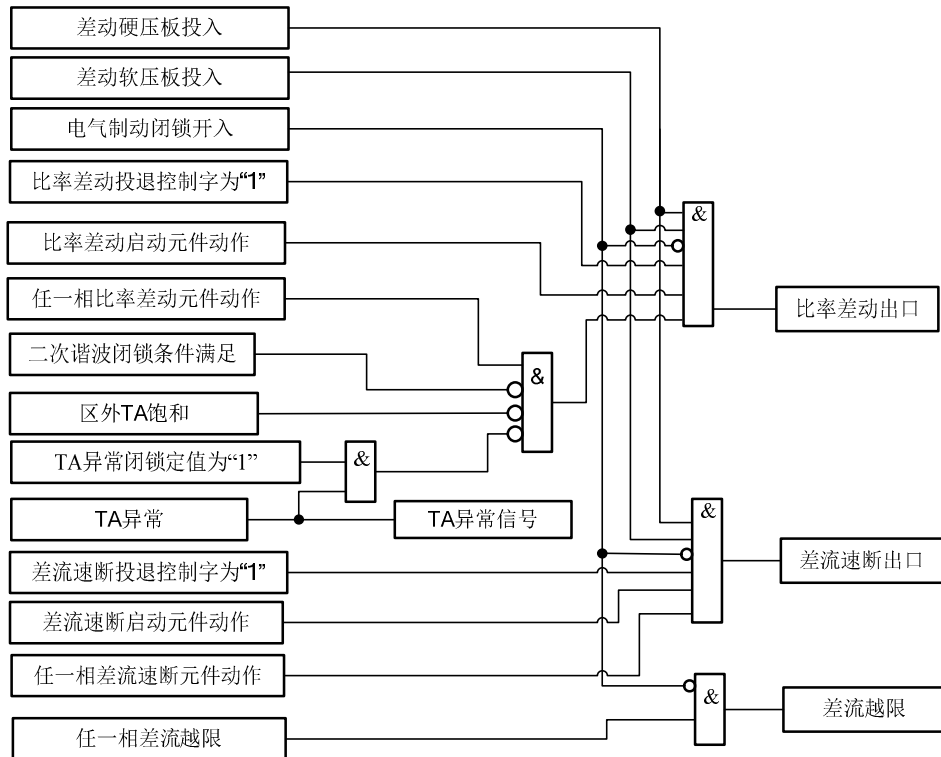 差动硬压板投入
差动软压板投入
电气制动闭锁开入
比率差动投退控制字为“1”
&
比率差动启动元件动作
任一相比率差动元件动作
比率差动出口
二次谐波闭锁条件满足
&
区外TA饱和
TA异常闭锁定值为“1”
&
TA异常
TA异常信号
&
差流速断投退控制字为“1”
差流速断出口
差流速断启动元件动作
任一相差流速断元件动作
&
差流越限
任一相差流越限